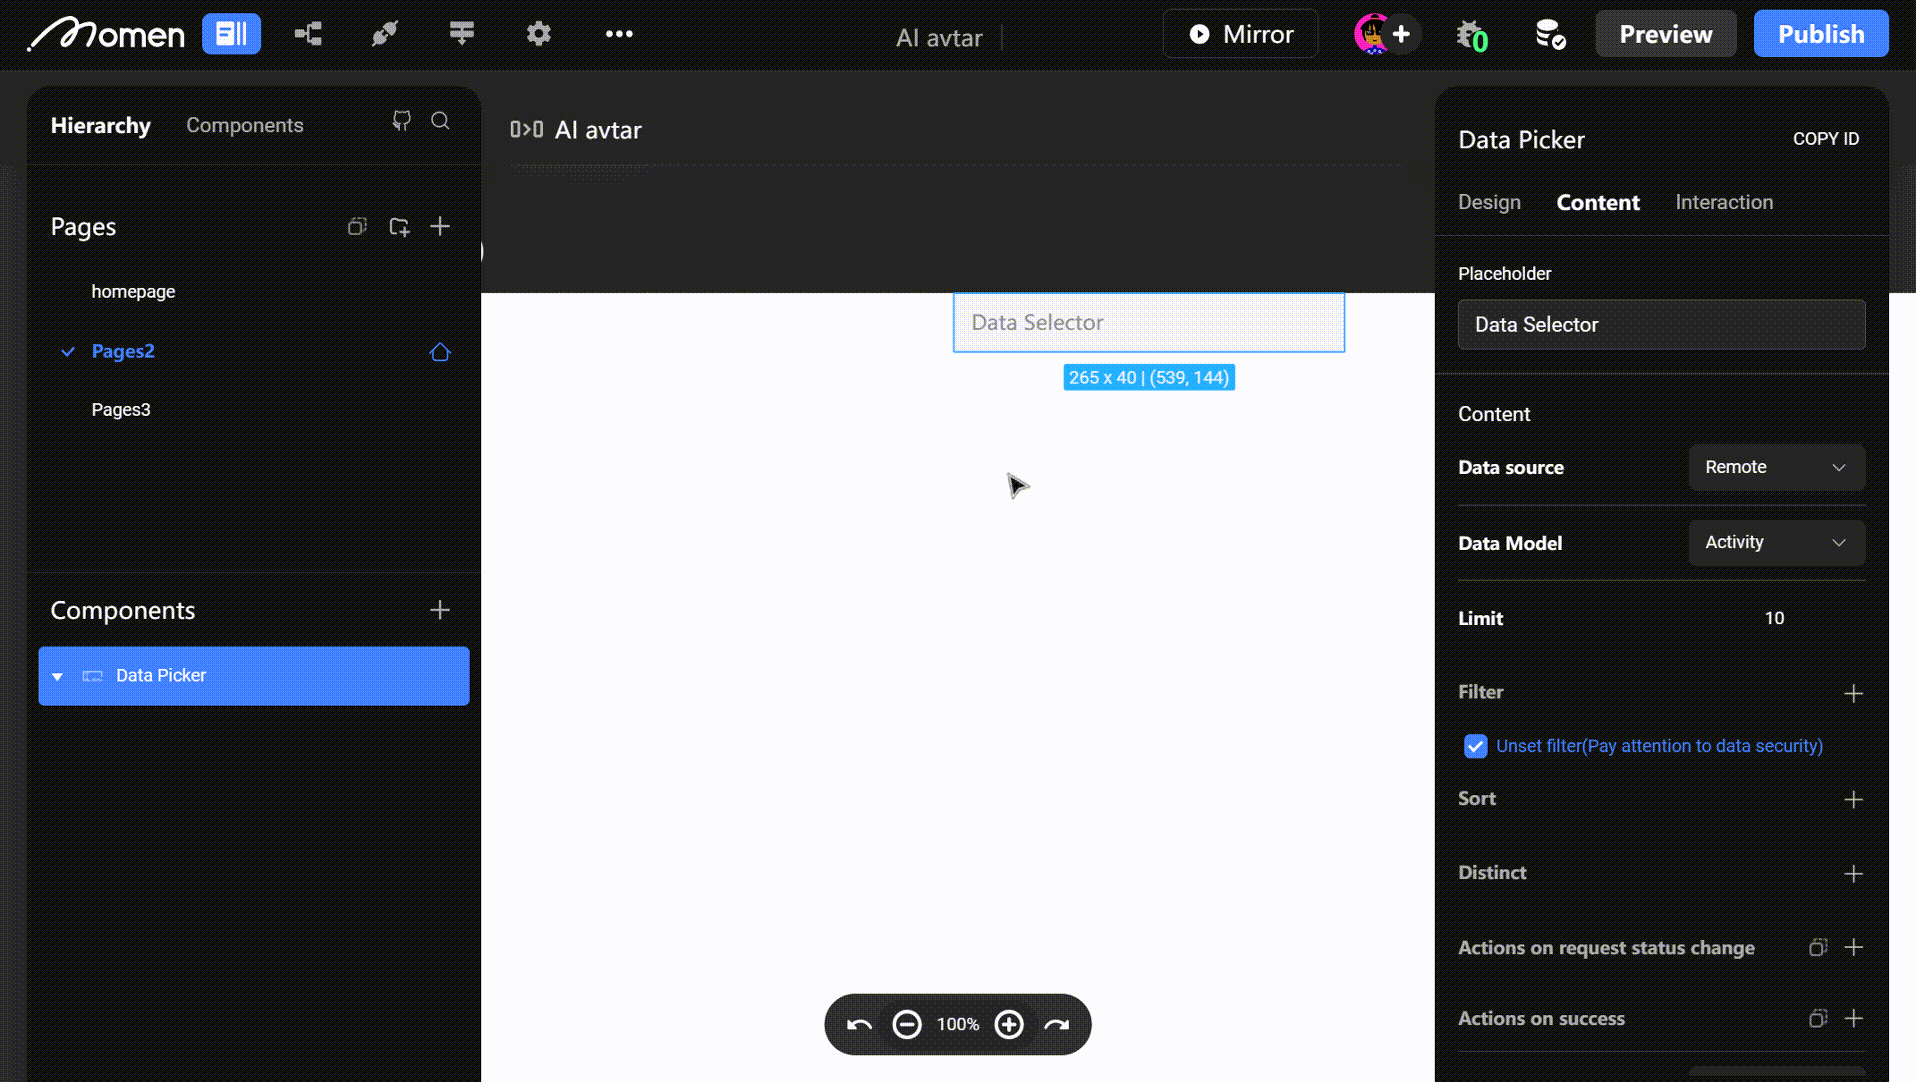 Momen
AI avtar
Mirror
0
Preview
Publish
Hierarchy
Components
Pages
homepage
Pages2
Pages3
Components
Data Picker
AI avtar
Data Selector
265 x 40 | (539, 144)
100%
Data Picker
COPY ID
Design
Content
Interaction
Placeholder
Data Selector
Content
Data source
Remote
Data Model
Activity
Limit
10
Filter
Unset filter(Pay attention to data security)
Sort
Distinct
Actions on request status change
Actions on success